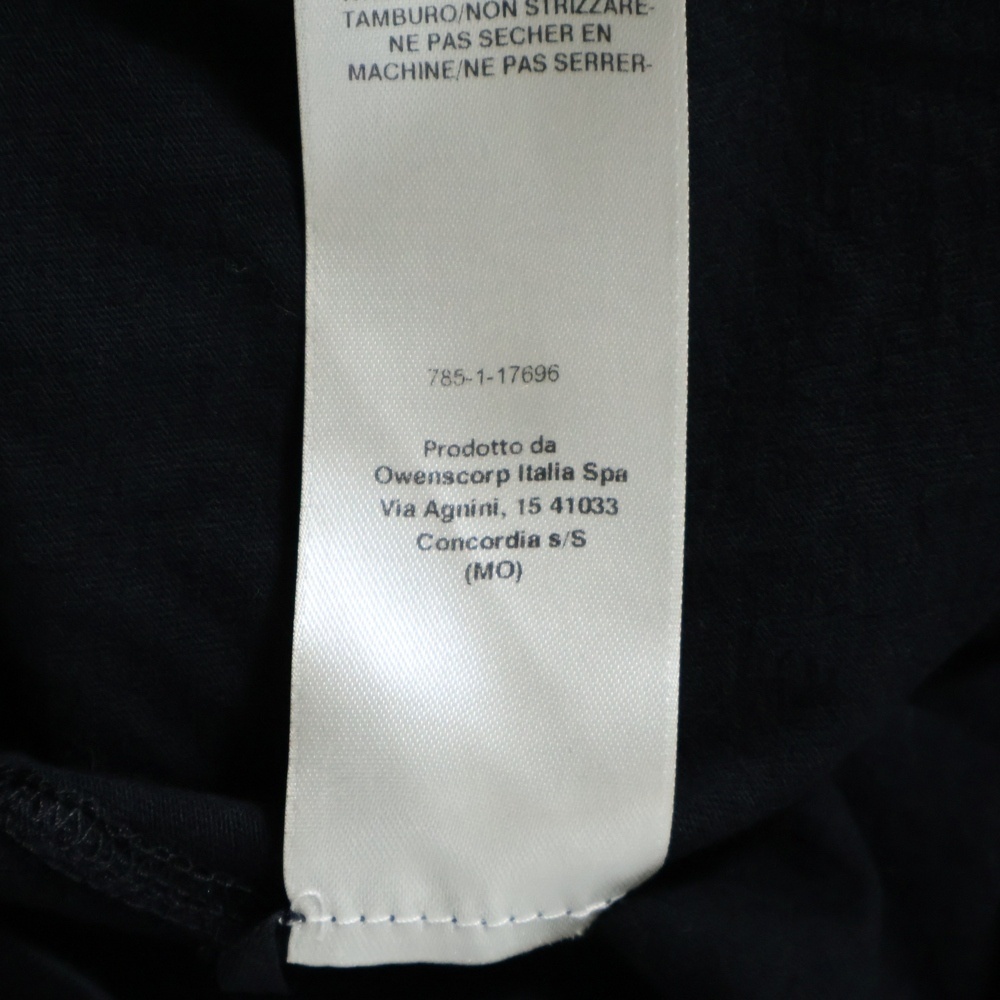 TAMBURO/NON STRIZZARE-
NE PAS SECHER EN
MACHINE/NE PAS SERRER-
785-1-17696
Prodotto da
Owenscorp Italia Spa
Via Agnini, 15 41033
Concordia s/S
(MO)